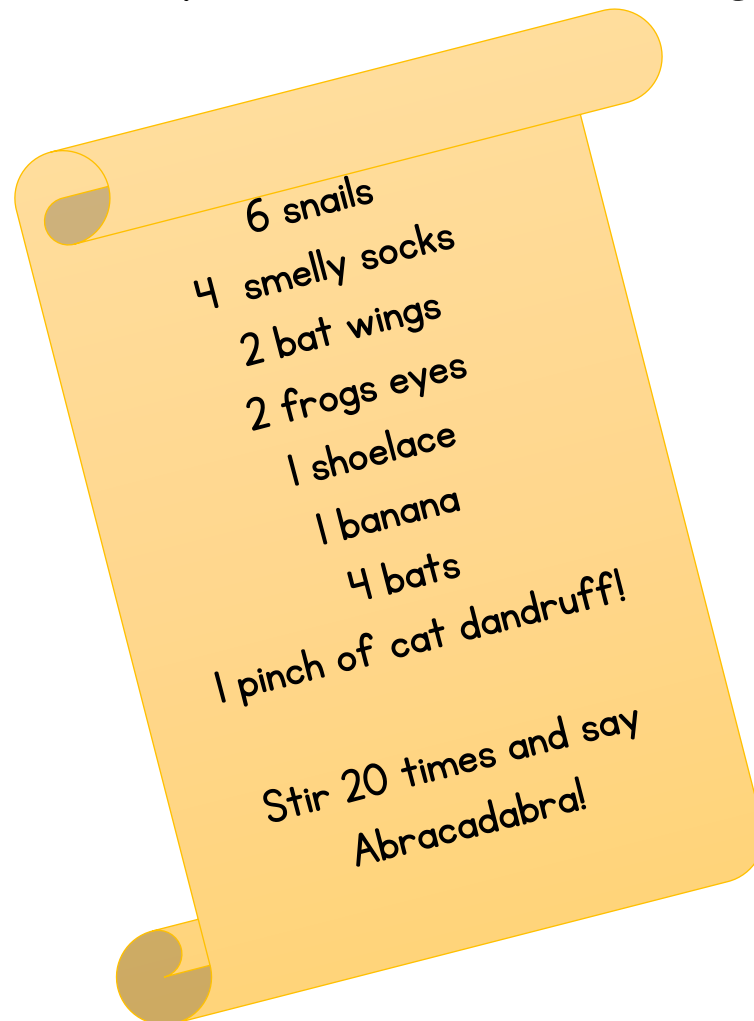 6 snails
4 smelly socks
2 bat wings
2 frogs eyes
1 shoelace
1 banana
4 bats
1 pinch of cat dandruff!
Stir 20 times and say
Abracadabra!